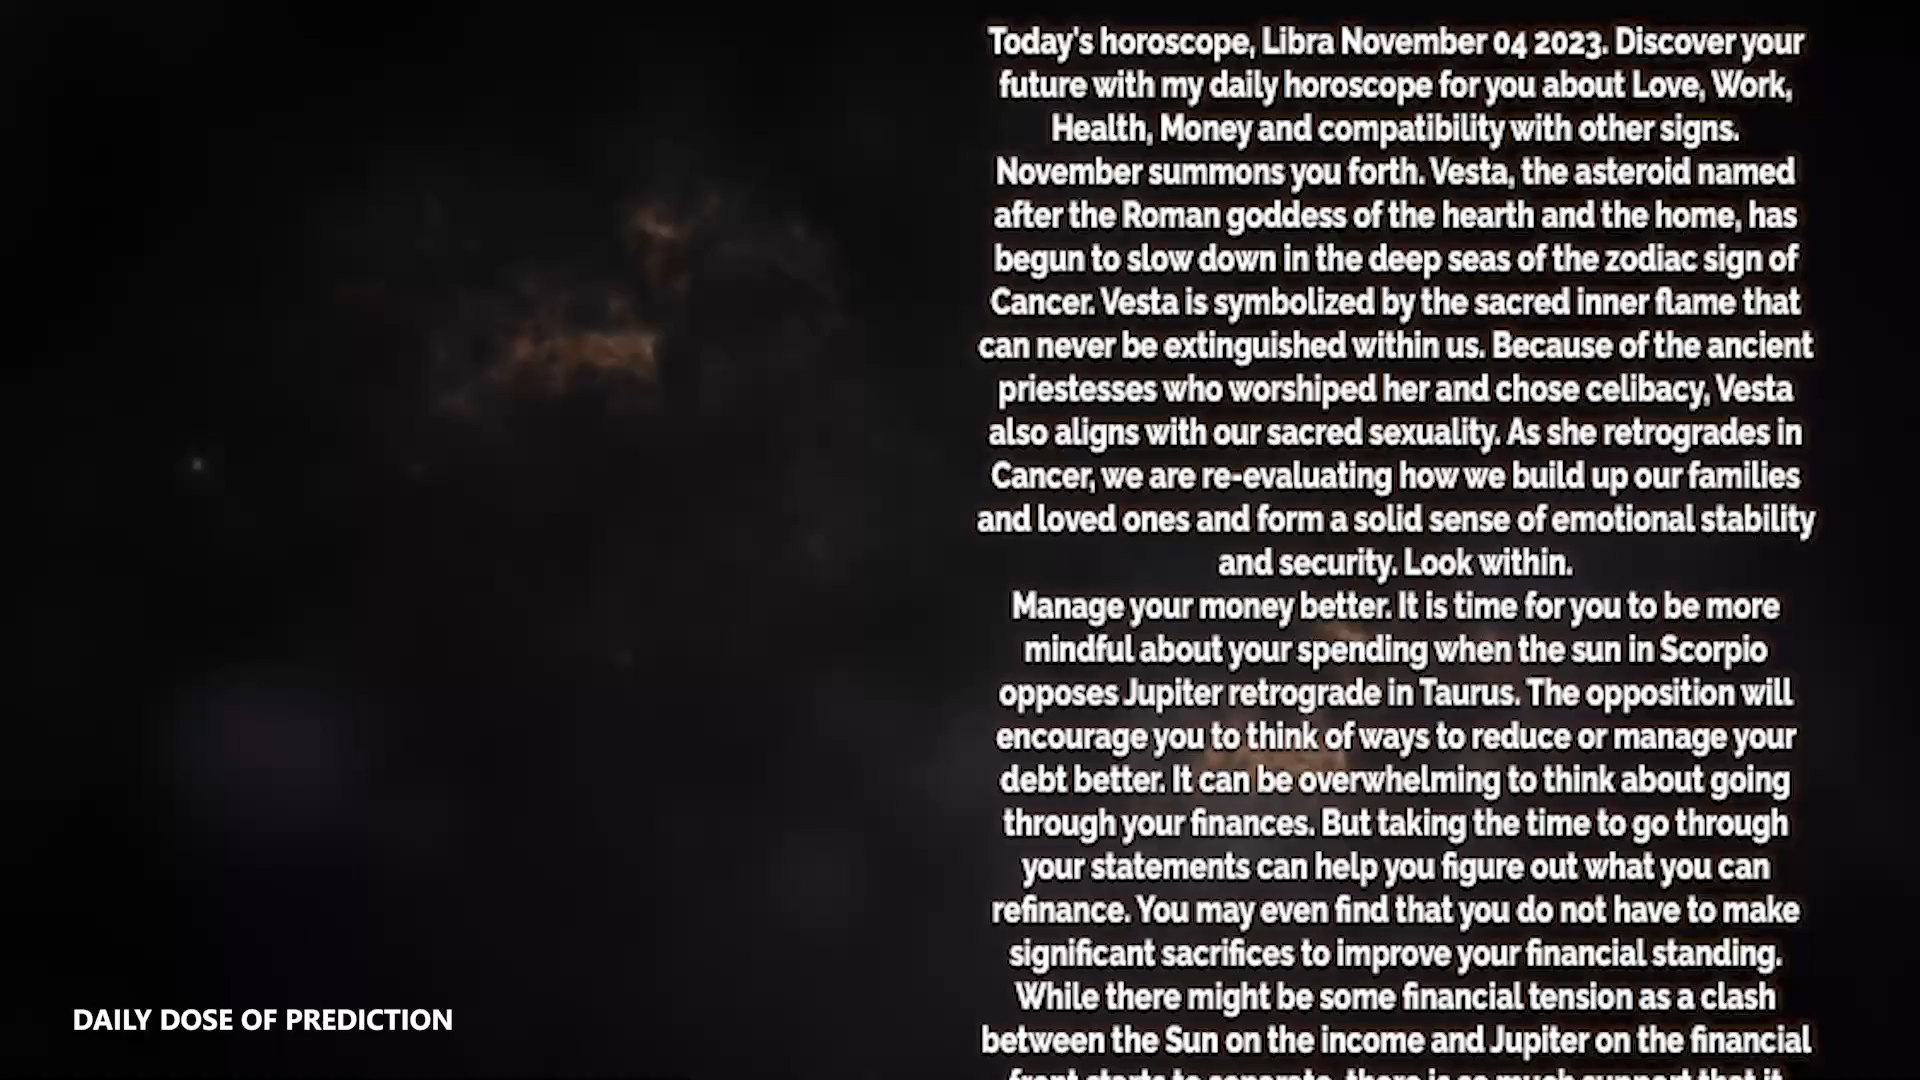 Today's horoscope, Libra November 04 2023. Discover your
future with my daily horoscope for you about Love, Work,
Health, Money and compatibility with other signs.
November summons you forth. Vesta, the asteroid named
after the Roman goddess of the hearth and the home, has
begun to slow down in the deep seas of the zodiac sign of
Cancer. Vesta is symbolized by the sacred inner flame that
can never be extinguished within us. Because of the ancient
priestesses who worshiped her and chose celibacy, Vesta
also aligns with our sacred sexuality. As she retrogrades in
Cancer, we are re-evaluating how we build up our families
and loved ones and form a solid sense of emotional stability
and security. Look within.
Manage your money better. It is time for you to be more
mindful about your spending when the sun in Scorpio
opposes Jupiter retrograde in Taurus. The opposition will
encourage you to think of ways to reduce or manage your
debt better. It can be overwhelming to think about going
through your finances. But taking the time to go through
your statements can help you figure out what you can
refinance. You may even find that you do not have to make
significant sacrifices to improve your financial standing.
While there might be some financial tension as a clash
between the Sun on the income and Jupiter on the financial
DAILY DOSE OF PREDICTION